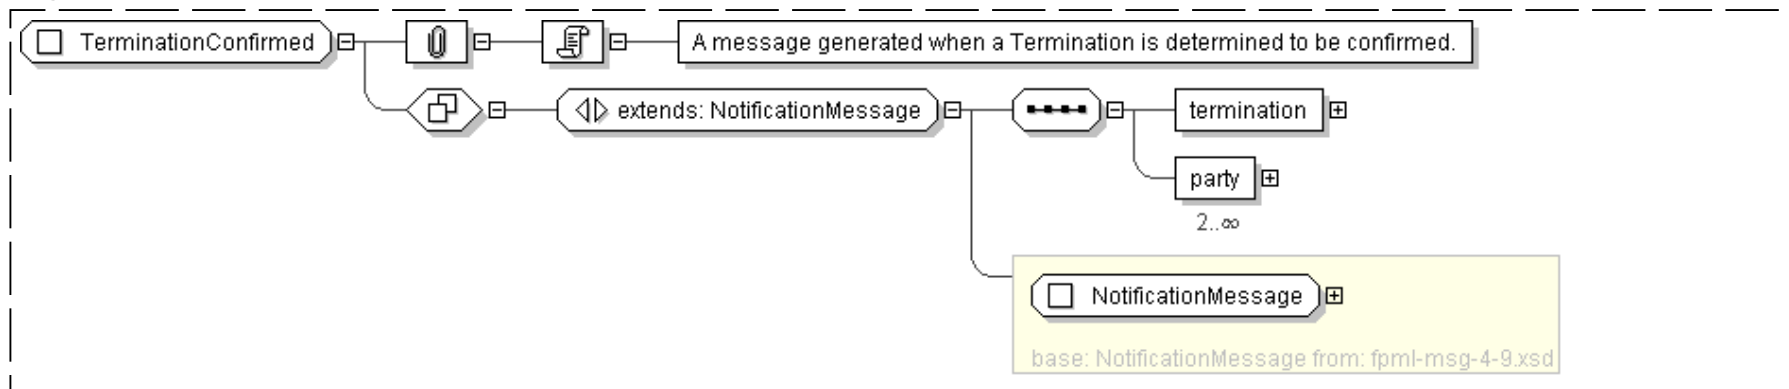 TerminationConfirmed
A message generated when a Termination is determined to be confirmed.
extends: NotificationMessage
termination
party
2..∞
NotificationMessage
base: NotificationMessage from: fpml-msg-4-9.xsd